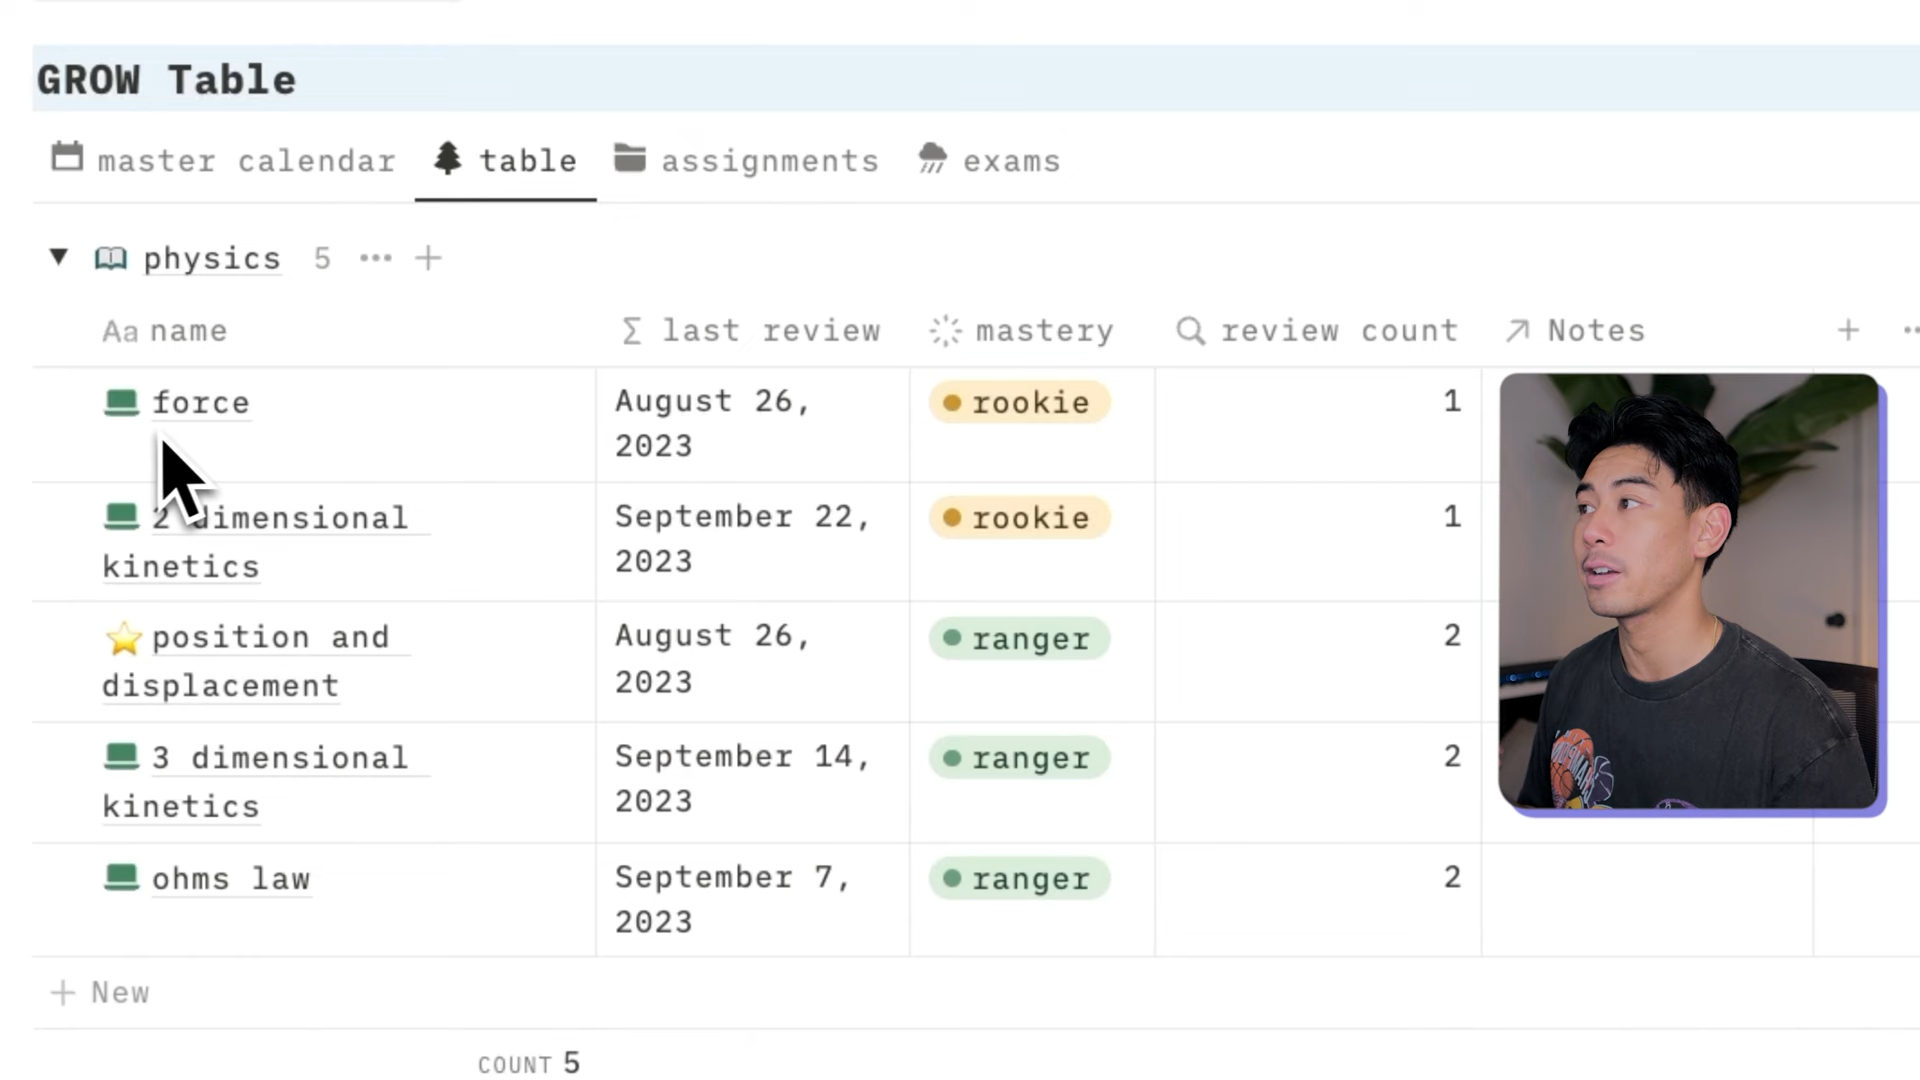 GROW Table
master calendar table assignments exams
physics 5
Aa name last review mastery review count Notes
force August 26, rookie 1
2023
2 dimensional September 22, rookie 1
kinetics 2023
position and August 26, ranger 2
displacement 2023
3 dimensional September 14, ranger 2
kinetics 2023
ohms law September 7, ranger 2
2023
New
COUNT 5